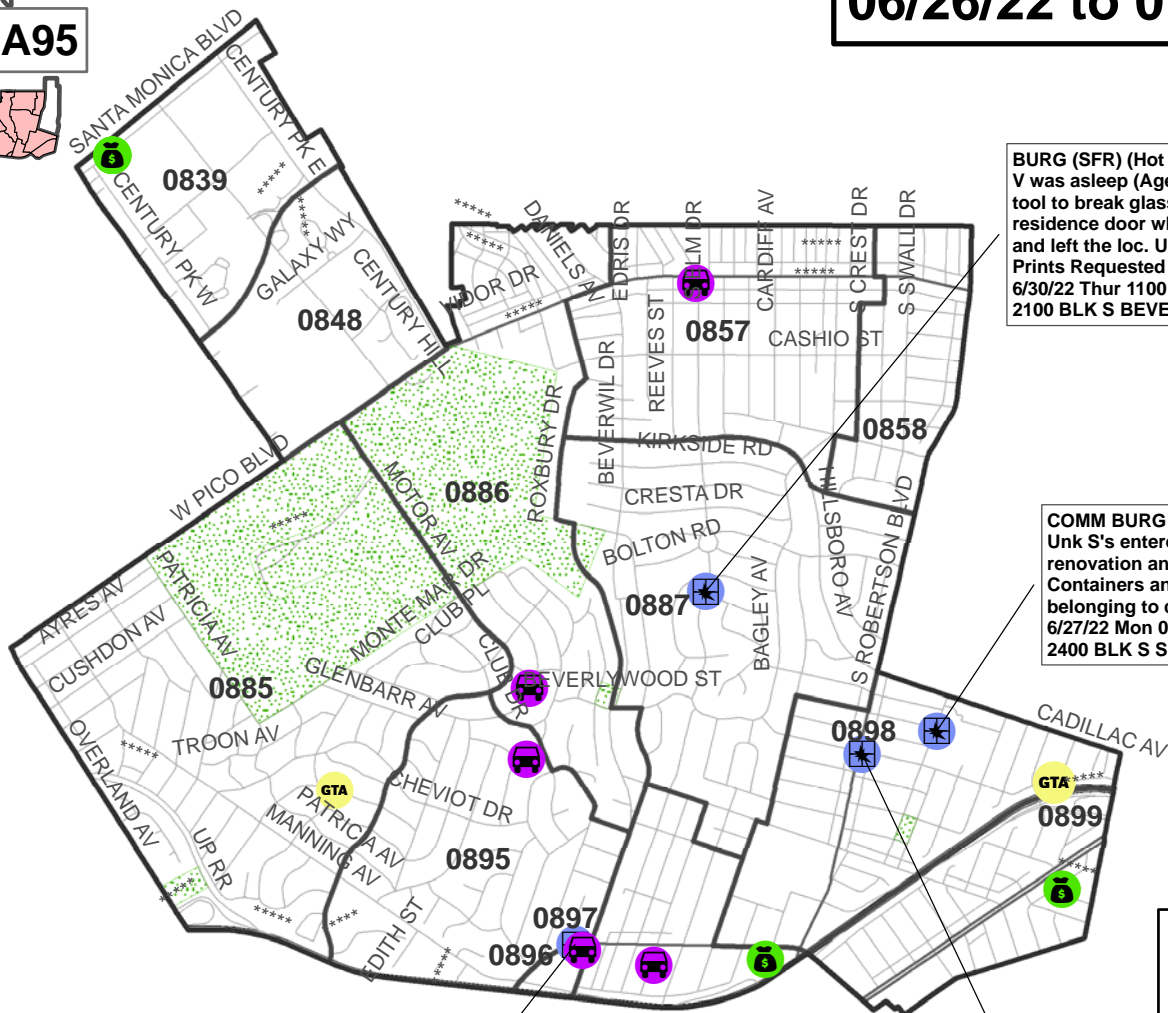 06/26/22 to 0
A95
SANTA MONICA BLVD
CENTURY PK E
0839
CENTURY PK W
GALAXY WY
0848
CENTURY HILL
*****
*****
*****
*****
VIDOR DR
*****
DANIELS AV
EDRIS DR
ELM DR
CARDIFF AV
*****
*****
S CREST DR
S SWALL DR
BURG (SFR) (Hot
V was asleep (Age
tool to break glass
residence door wh
and left the loc. U
Prints Requested
6/30/22 Thur 1100
2100 BLK S BEVE
0857
REEVES ST
CASHIO ST
BEVERWIL DR
ROXBURY DR
0858
KIRKSIDE RD
W PICO BLVD
*****
MOTOR AV
0886
CRESTA DR
BOLTON RD
HILLSBORO AV
S ROBERTSON BLVD
COMM BURG
Unk S's entere
renovation an
Containers an
belonging to c
6/27/22 Mon 0
2400 BLK S S
0887
BAGLEY AV
AYRES AV
CUSHDON AV
PATRICIA AV
MONTE MAR DR
CLUB PL
CLUB DR
GLENBARR AV
BEVERLYWOOD ST
0885
TROON AV
OVERLAND AV
*****
0898
CADILLAC AV
GTA
*****
0899
*****
GTA
CHEVIOT DR
PATRICIA AV
MANNING AV
UP RR
0895
*****
*****
****
****
EDITH ST
0897
0896